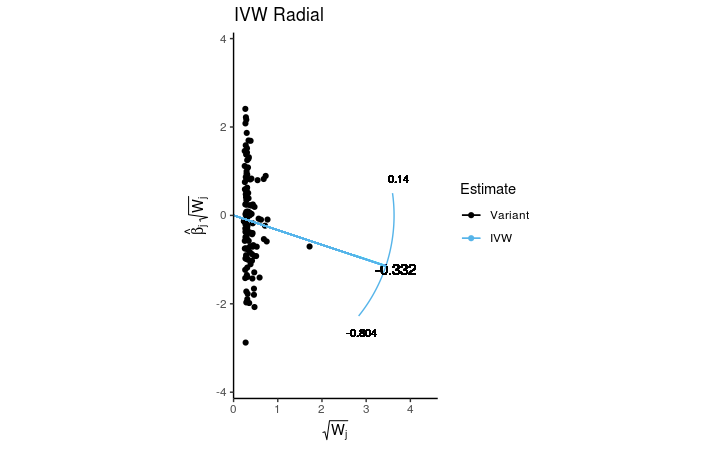 IVW Radial
4
2
0
-2
-4
β̂j√Wj
0 1 2 3 4
√Wj
0.14
-0.332
-0.804
Estimate
Variant
IVW